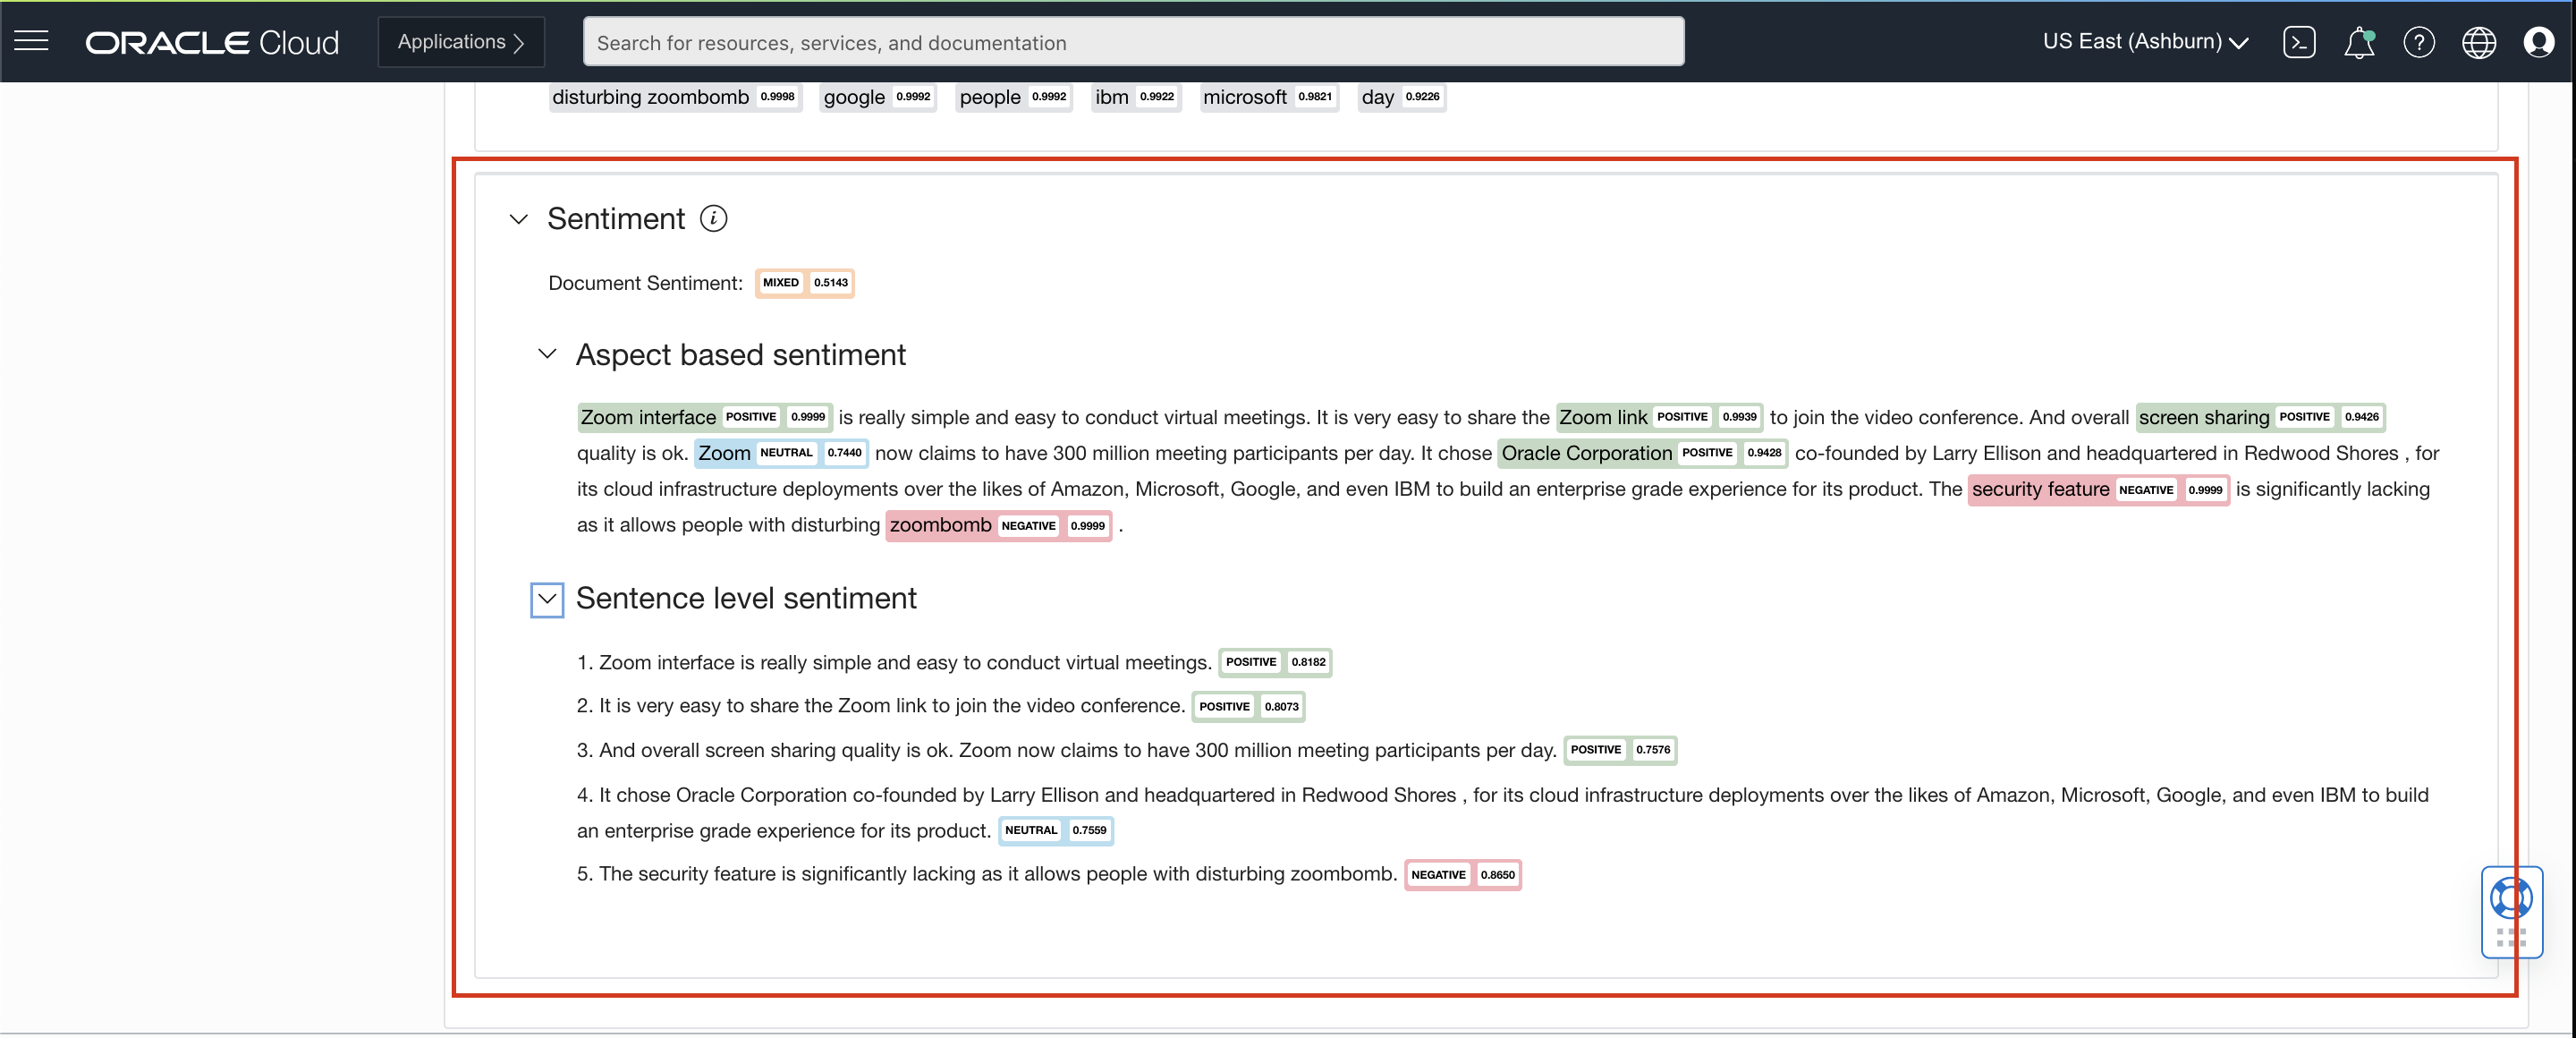 ORACLE Cloud Applications Search for resources, services, and documentation US East (Ashburn)
disturbing zoombomb 0.9998 google 0.9992 people 0.9992 ibm 0.9922 microsoft 0.9821 day 0.9226
Sentiment i
Document Sentiment: MIXED 0.5143
Aspect based sentiment
Zoom interface POSITIVE 0.9999 is really simple and easy to conduct virtual meetings. It is very easy to share the Zoom link POSITIVE 0.9939 to join the video conference. And overall screen sharing POSITIVE 0.9426
quality is ok. Zoom NEUTRAL 0.7440 now claims to have 300 million meeting participants per day. It chose Oracle Corporation POSITIVE 0.9428 co-founded by Larry Ellison and headquartered in Redwood Shores , for
its cloud infrastructure deployments over the likes of Amazon, Microsoft, Google, and even IBM to build an enterprise grade experience for its product. The security feature NEGATIVE 0.9999 is significantly lacking
as it allows people with disturbing zoombomb NEGATIVE 0.9999 .
Sentence level sentiment
1. Zoom interface is really simple and easy to conduct virtual meetings. POSITIVE 0.8182
2. It is very easy to share the Zoom link to join the video conference. POSITIVE 0.8073
3. And overall screen sharing quality is ok. Zoom now claims to have 300 million meeting participants per day. POSITIVE 0.7576
4. It chose Oracle Corporation co-founded by Larry Ellison and headquartered in Redwood Shores , for its cloud infrastructure deployments over the likes of Amazon, Microsoft, Google, and even IBM to build
an enterprise grade experience for its product. NEUTRAL 0.7559
5. The security feature is significantly lacking as it allows people with disturbing zoombomb. NEGATIVE 0.8650